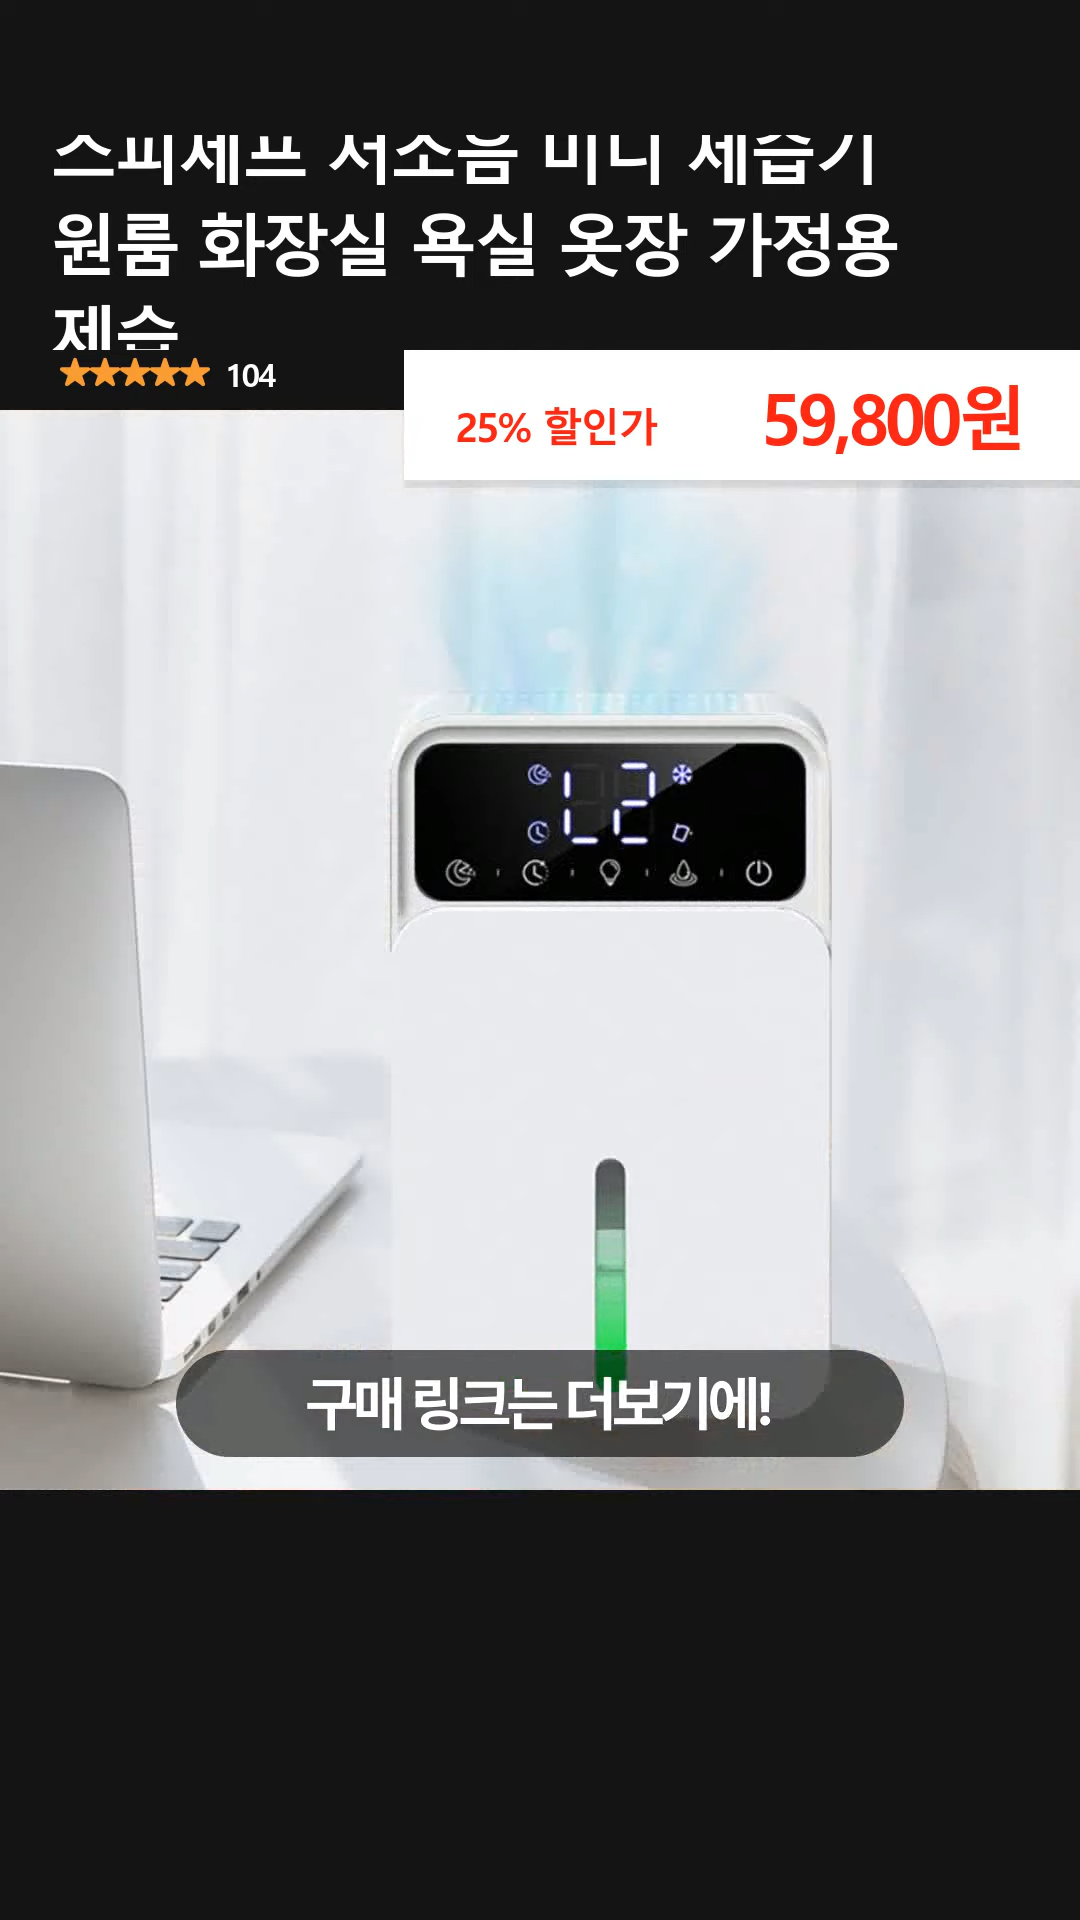 스피쉐프 저소음 미니 제습기
원룸 화장실 욕실 옷장 가정용
제습
104
25% 할인가
59,800원
L2
구매 링크는 더보기에!